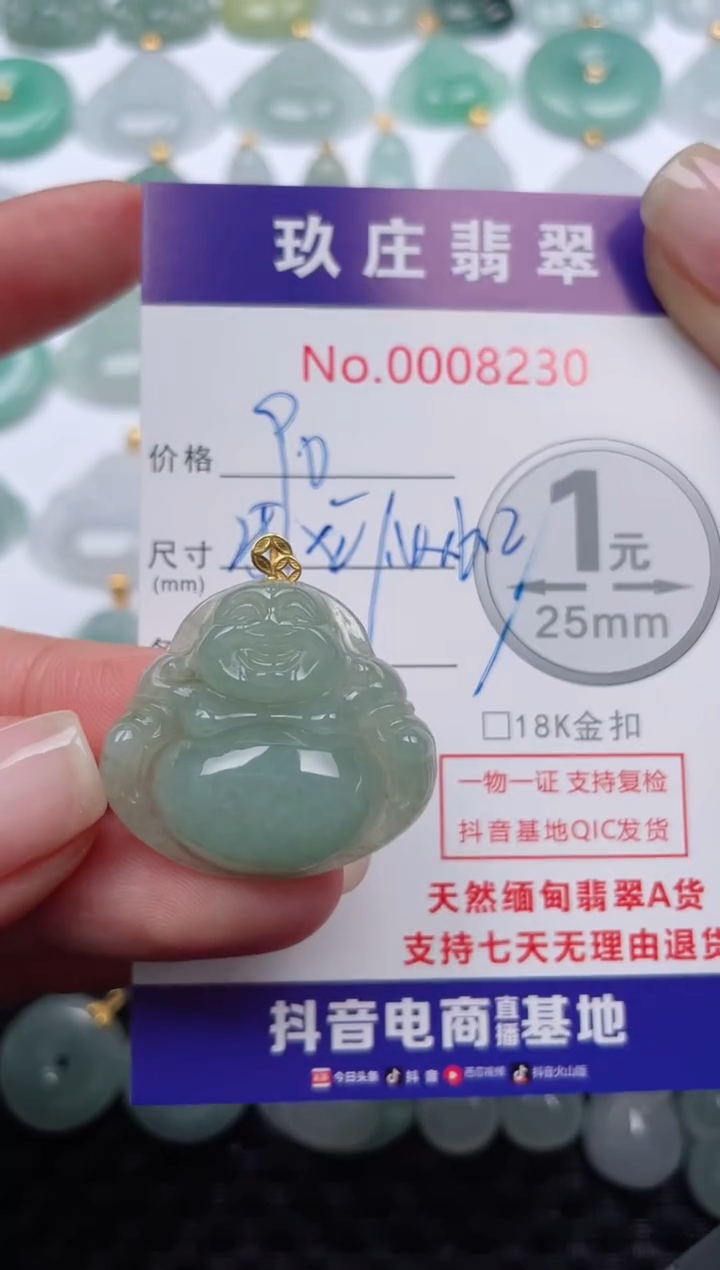 玖庄翡翠
No.0008230
价格
尺寸
(mm)
1元
25mm
□18K金扣
一物一证 支持复检
抖音基地QIC发货
天然缅甸翡翠A货
支持七天无理由退货
抖音电商直播基地
今日头条 抖音 西瓜视频 抖音火山版